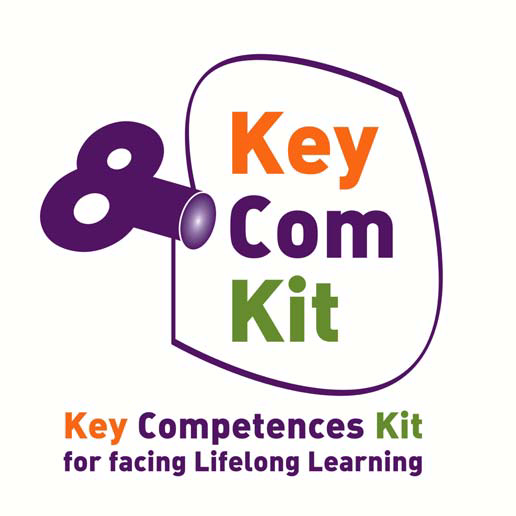 Key
Com
Kit
Key Competences Kit
for facing Lifelong Learning